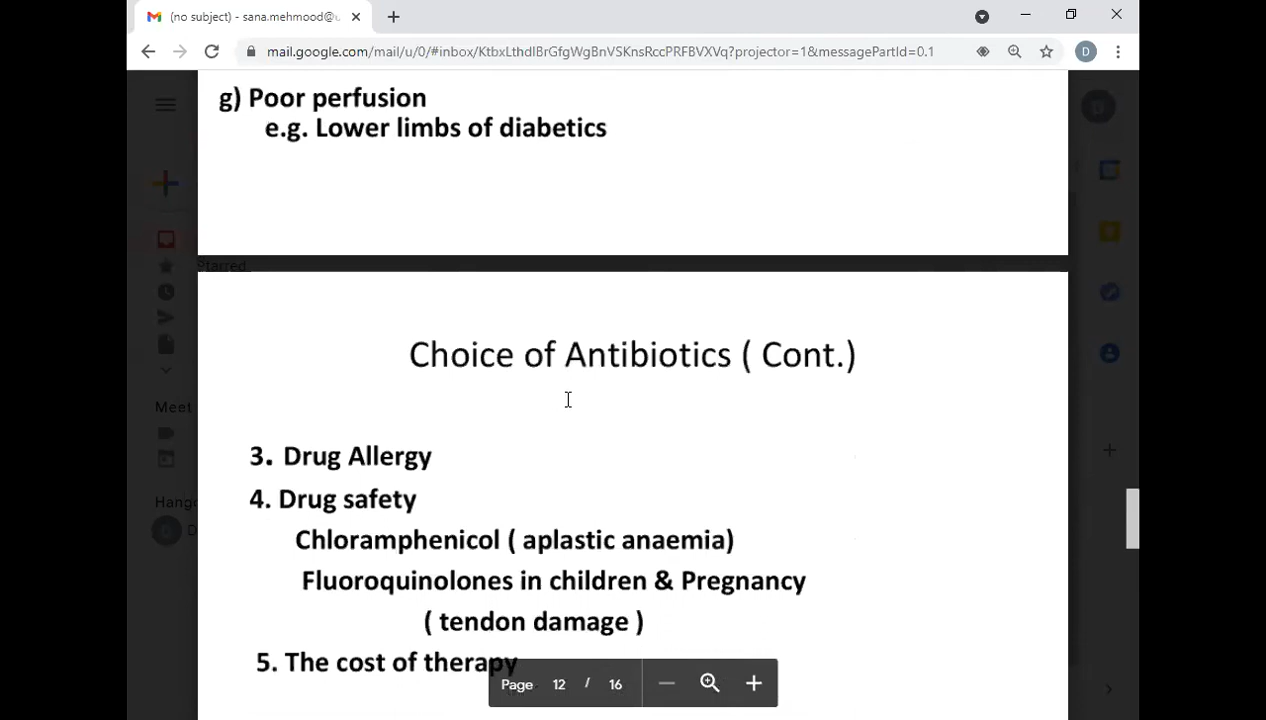 (no subject) - sana.mehmood@u
mail.google.com/mail/u/0/#inbox/KtbxLthdlBrGfgWgBnVSKnsRccPRFBVXVq?projector=1&messagePartId=0.1
D
g) Poor perfusion
e.g. Lower limbs of diabetics
Starred
Choice of Antibiotics ( Cont.)
Meet
3. Drug Allergy
4. Drug safety
Hang
Chloramphenicol ( aplastic anaemia)
Fluoroquinolones in children & Pregnancy
( tendon damage )
5. The cost of therapy
Page 12 / 16